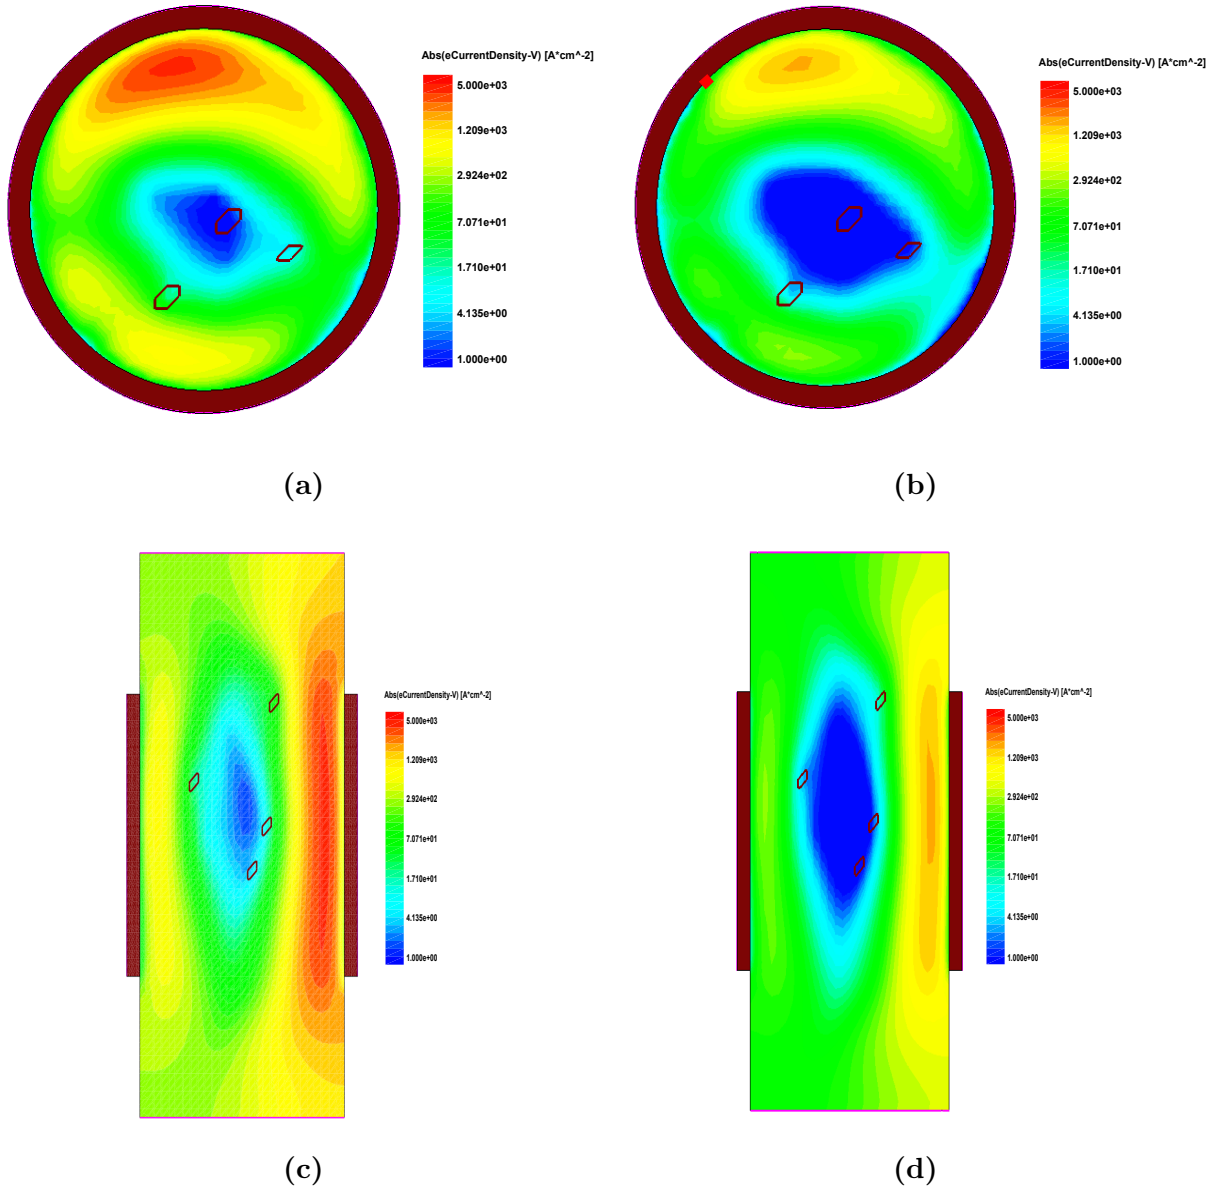 Abs(eCurrentDensity-V) [A*cm^-2]
5.000e+03
1.209e+03
2.924e+02
7.071e+01
1.710e+01
4.135e+00
1.000e+00
(a)
Abs(eCurrentDensity-V) [A*cm^-2]
5.000e+03
1.209e+03
2.924e+02
7.071e+01
1.710e+01
4.135e+00
1.000e+00
(b)
Abs(eCurrentDensity-V) [A*cm^-2]
5.000e+03
1.209e+03
2.924e+02
7.071e+01
1.710e+01
4.135e+00
1.000e+00
(c)
Abs(eCurrentDensity-V) [A*cm^-2]
5.000e+03
1.209e+03
2.924e+02
7.071e+01
1.710e+01
4.135e+00
1.000e+00
(d)